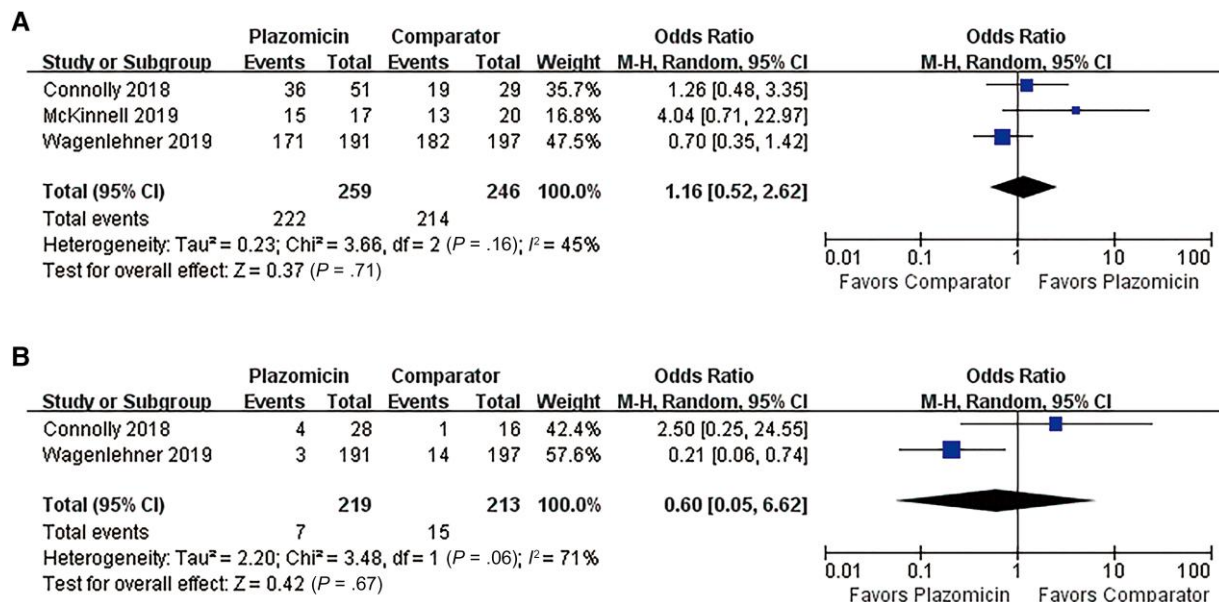 A
Plazomicin Comparator Odds Ratio Odds Ratio
Study or Subgroup Events Total Events Total Weight M-H, Random, 95% CI M-H, Random, 95% CI
Connolly 2018 36 51 19 29 35.7% 1.26 [0.48, 3.35]
McKinnell 2019 15 17 13 20 16.8% 4.04 [0.71, 22.97]
Wagenlehner 2019 171 191 182 197 47.5% 0.70 [0.35, 1.42]
Total (95% CI) 259 246 100.0% 1.16 [0.52, 2.62]
Total events 222 214
Heterogeneity: Tau² = 0.23; Chi² = 3.66, df = 2 (P = .16); I² = 45%
Test for overall effect: Z = 0.37 (P = .71)
0.01 0.1 1 10 100
Favors Comparator Favors Plazomicin
B
Plazomicin Comparator Odds Ratio Odds Ratio
Study or Subgroup Events Total Events Total Weight M-H, Random, 95% CI M-H, Random, 95% CI
Connolly 2018 4 28 1 16 42.4% 2.50 [0.25, 24.55]
Wagenlehner 2019 3 191 14 197 57.6% 0.21 [0.06, 0.74]
Total (95% CI) 219 213 100.0% 0.60 [0.05, 6.62]
Total events 7 15
Heterogeneity: Tau² = 2.20; Chi² = 3.48, df = 1 (P = .06); I² = 71%
Test for overall effect: Z = 0.42 (P = .67)
0.01 0.1 1 10 100
Favors Plazomicin Favors Comparator